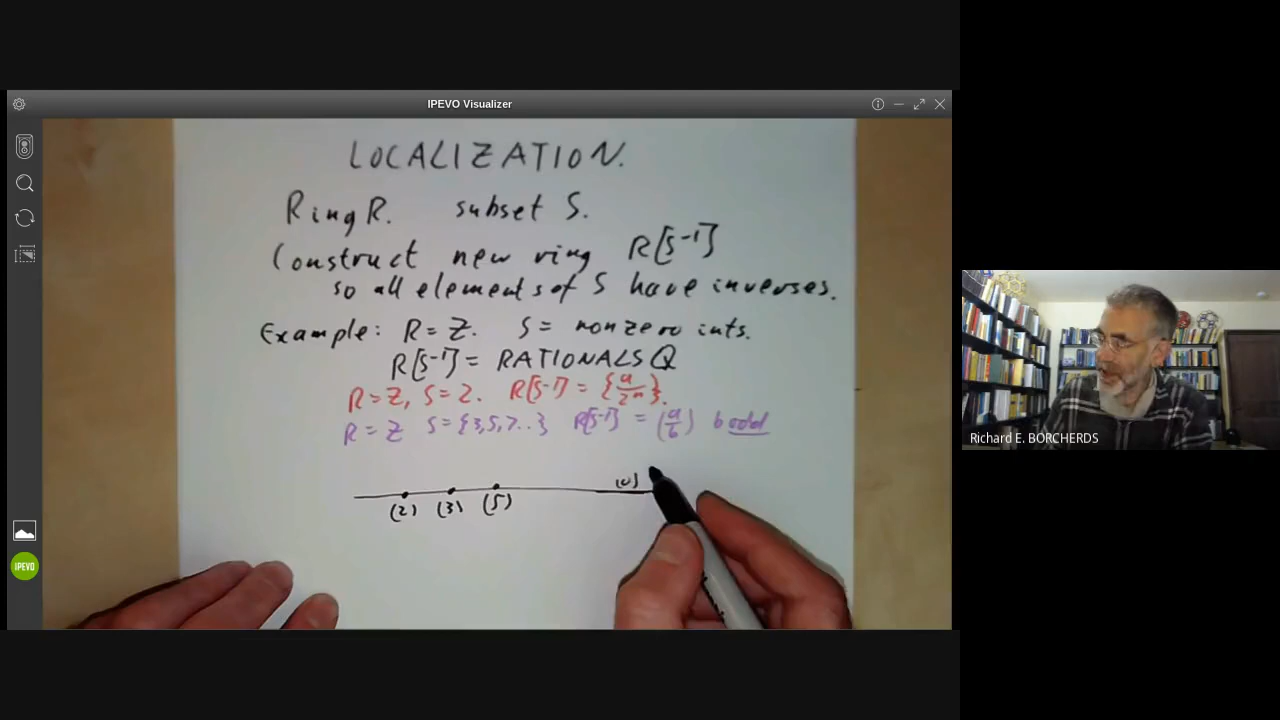 IPEVO Visualizer
LOCALIZATION.
Ring R. subset S.
Construct new ring R[S⁻¹]
so all elements of S have inverses.
Example: R = Z. S = nonzero ints.
R[S⁻¹] = RATIONALS Q
R = Z, S = 2. R[S⁻¹] = {a/2ⁿ}.
R = Z S = {3,5,7..} R[S⁻¹] = (a/b) b odd
(0)
(2) (3) (5)
Richard E. BORCHERDS
IPEVO